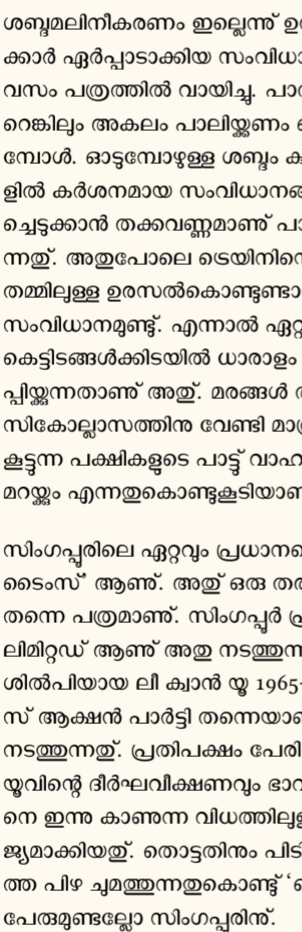 ശബ്ദമലിനീകരണം ഇല്ലെന്നു് ഉ
ക്കാർ ഏർപ്പാടാക്കിയ സംവിധാ
വസം പത്രത്തിൽ വായിച്ചു. പാ
റെങ്കിലും അകലം പാലിയ്ക്കണം
മ്പോൾ. ഓടുമ്പോഴുള്ള ശബ്ദം ക
ളിൽ കർശനമായ സംവിധാന
ച്ചെടുക്കാൻ തക്കവണ്ണമാണു് പാ
ന്നതു്. അതുപോലെ ട്രെയിനിന
തമ്മിലുള്ള ഉരസൽകൊണ്ടുണ്ടാ
സംവിധാനമുണ്ടു്. എന്നാൽ ഏറ്റ
കെട്ടിടങ്ങൾക്കിടയിൽ ധാരാളം
പ്പിയ്ക്കുന്നതാണു് അതു്. മരങ്ങൾ
സികോല്ലാസത്തിനു വേണ്ടി മാ
കൂട്ടുന്ന പക്ഷികളുടെ പാട്ടു് വാഹ
മറയ്ക്കും എന്നതുകൊണ്ടുകൂടിയാ
സിംഗപ്പൂരിലെ ഏറ്റവും പ്രധാന
ടൈംസ്’ ആണു്. അതു് ഒരു ത
തന്നെ പത്രമാണു്. സിംഗപ്പൂർ
ലിമിറ്റഡ് ആണു് അതു നടത്തുന്ന
ശിൽപിയായ ലീ ക്വാൻ യൂ 1965-
സ് ആക്ഷൻ പാർട്ടി തന്നെയാ
നടത്തുന്നതു്. പ്രതിപക്ഷം പേരി
യൂവിന്റെ ദീർഘവീക്ഷണവും ഭാവ
നെ ഇന്നു കാണുന്ന വിധത്തിലു
ജ്യമാക്കിയതു്. തൊട്ടതിനും പിടി
ത്ത പിഴ ചുമത്തുന്നതുകൊണ്ടു് ‘
പേരുമുണ്ടല്ലോ സിംഗപ്പൂരിനു്.